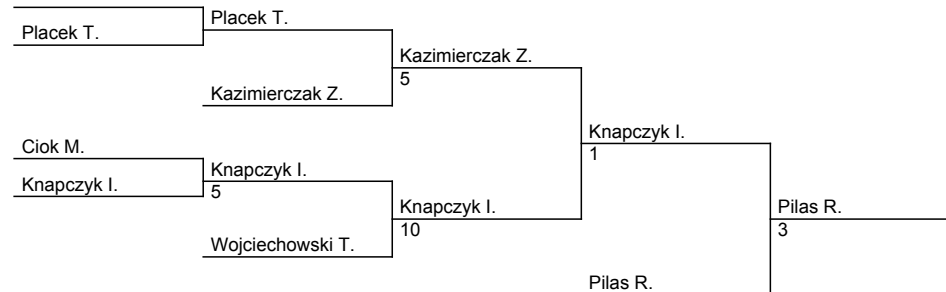 Placek T.
Placek T.
Kazimierczak Z.
5
Kazimierczak Z.
Ciok M.
Knapczyk I.
1
Knapczyk I.
Knapczyk I.
5
Knapczyk I.
10
Pilas R.
3
Wojciechowski T.
Pilas R.